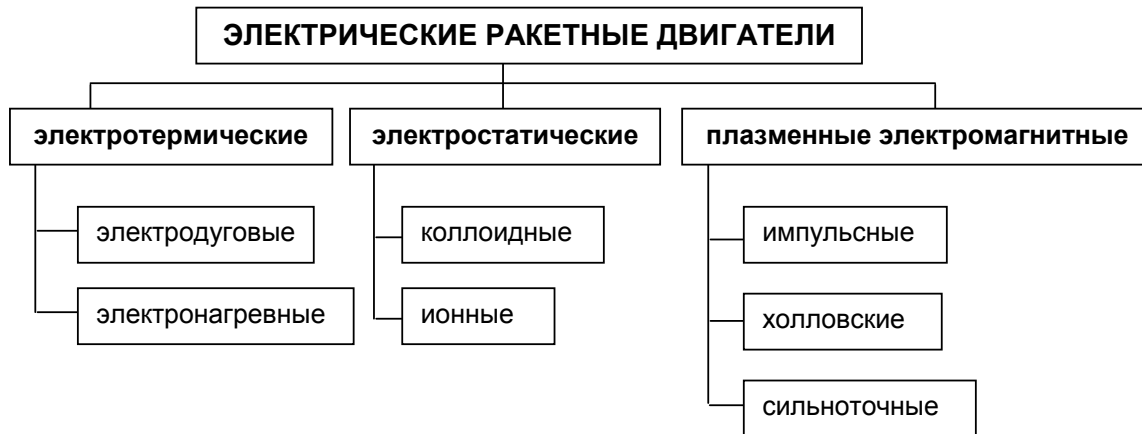 ЭЛЕКТРИЧЕСКИЕ РАКЕТНЫЕ ДВИГАТЕЛИ
электротермические
электродуговые
электронагревные
электростатические
коллоидные
ионные
плазменные электромагнитные
импульсные
холловские
сильноточные